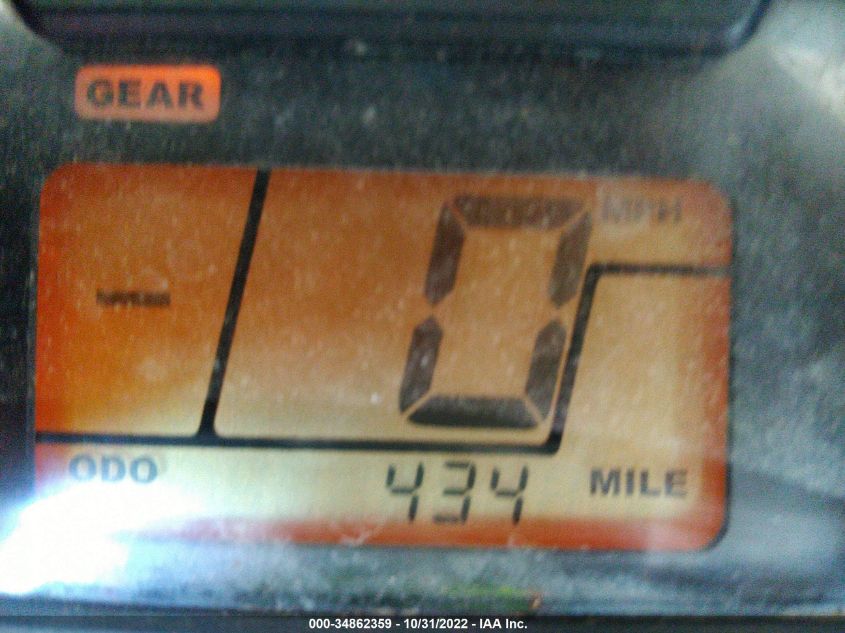 GEAR
MPH
0
ODO 434 MILE
000-34862359 - 10/31/2022 - IAA Inc.